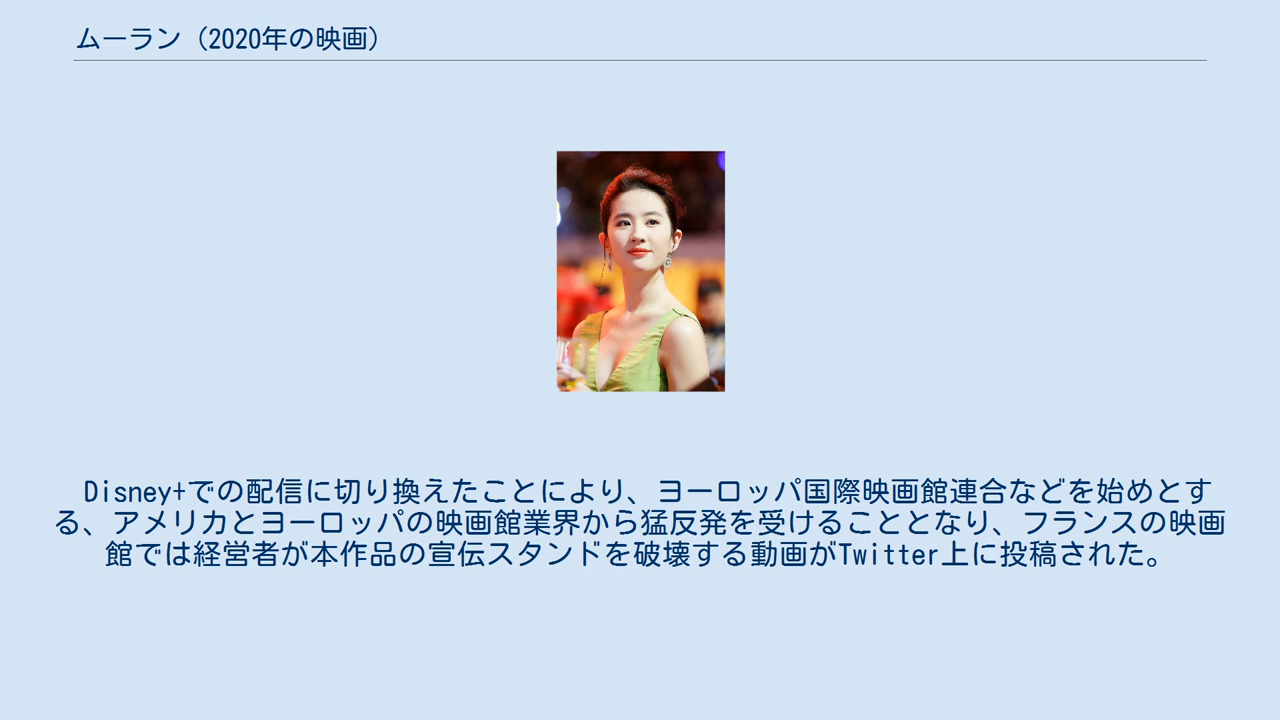 ムーラン（2020年の映画）
Disney+での配信に切り換えたことにより、ヨーロッパ国際映画館連合などを始めとす
る、アメリカとヨーロッパの映画館業界から猛反発を受けることとなり、フランスの映画
館では経営者が本作品の宣伝スタンドを破壊する動画がTwitter上に投稿された。